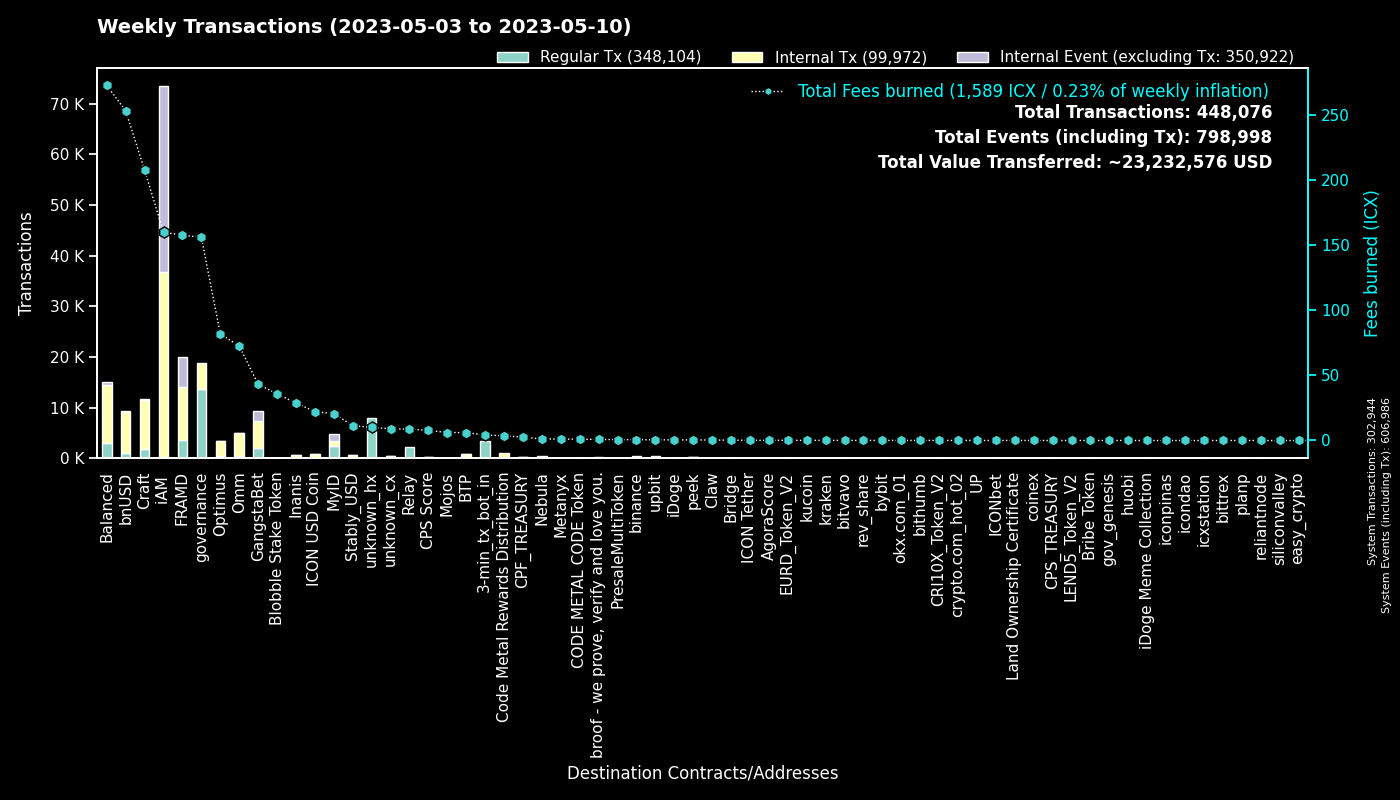 Weekly Transactions (2023-05-03 to 2023-05-10)
Regular Tx (348,104)
Internal Tx (99,972)
Internal Event (excluding Tx: 350,922)
Total Fees burned (1,589 ICX / 0.23% of weekly inflation)
Total Transactions: 448,076
Total Events (including Tx): 798,998
Total Value Transferred: ~23,232,576 USD
Transactions
70 K
60 K
50 K
40 K
30 K
20 K
10 K
0 K
250
200
150
100
50
0
Fees burned (ICX)
Balanced
bnUSD
Craft
iAM
FRAMD
governance
Optimus
Omm
GangstaBet
Blobble Stake Token
Inanis
ICON USD Coin
MyID
Stably_USD
unknown_hx
unknown_cx
Relay
CPS Score
Mojos
BTP
3-min_tx_bot_in
Code Metal Rewards Distribution
CPF_TREASURY
Nebula
Metanyx
CODE METAL CODE Token
broof - we prove, verify and love you.
PresaleMultiToken
binance
upbit
iDoge
peek
Claw
Bridge
ICON Tether
AgoraScore
EURD_Token_V2
kucoin
kraken
bitvavo
rev_share
bybit
okx.com_01
bithumb
CRI10X_Token_V2
crypto.com_hot_02
UP
ICONbet
Land Ownership Certificate
coinex
CPS_TREASURY
LEND5_Token_V2
Bribe Token
gov_genesis
huobi
iDoge Meme Collection
iconpinas
icondao
icxstation
bittrex
planp
reliantnode
siliconvalley
easy_crypto
Destination Contracts/Addresses
System Transactions: 302,944
System Events (including Tx): 606,986